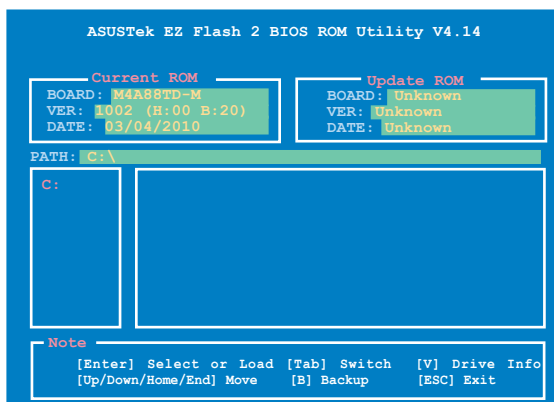 ASUSTek EZ Flash 2 BIOS ROM Utility V4.14
Current ROM
BOARD: M4A88TD-M
VER: 1002 (H:00 B:20)
DATE: 03/04/2010
Update ROM
BOARD: Unknown
VER: Unknown
DATE: Unknown
PATH: C:\
C:
Note
[Enter] Select or Load [Tab] Switch [V] Drive Info
[Up/Down/Home/End] Move [B] Backup [ESC] Exit